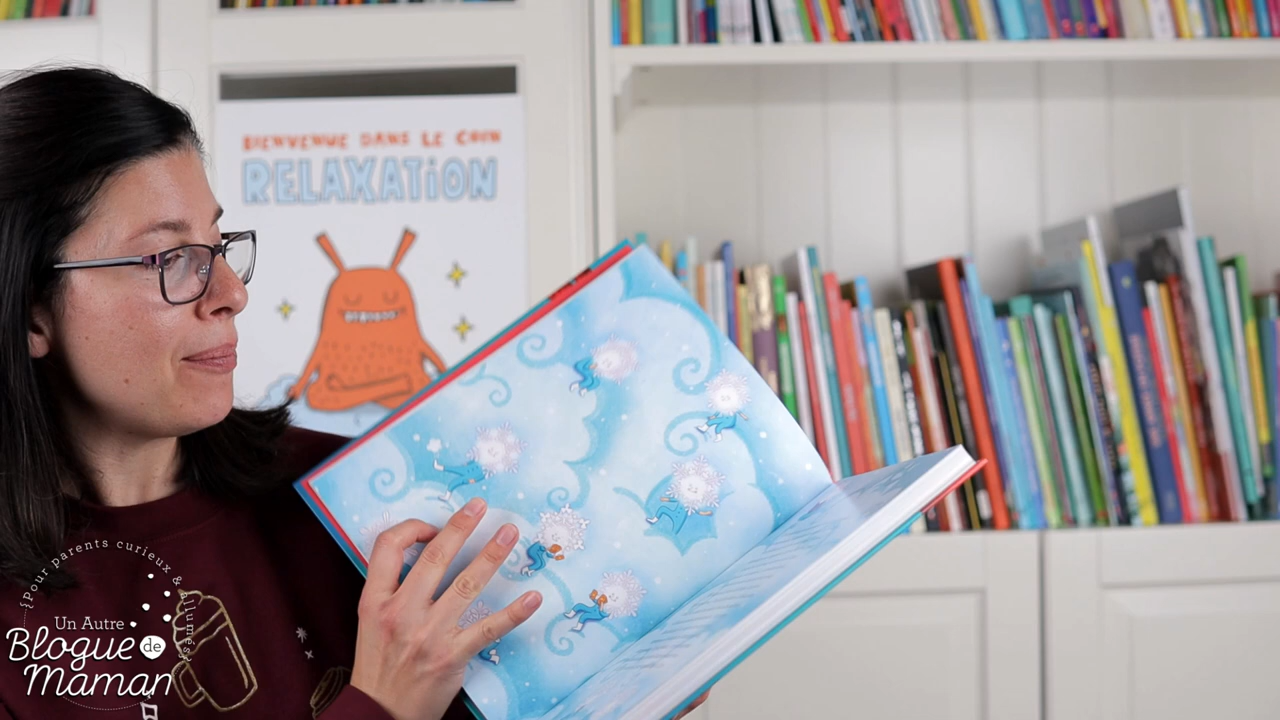 BIENVENUE DANS LE COIN
RELAXATION
{Pour parents curieux & allumés}
Un Autre
Blogue de
Maman